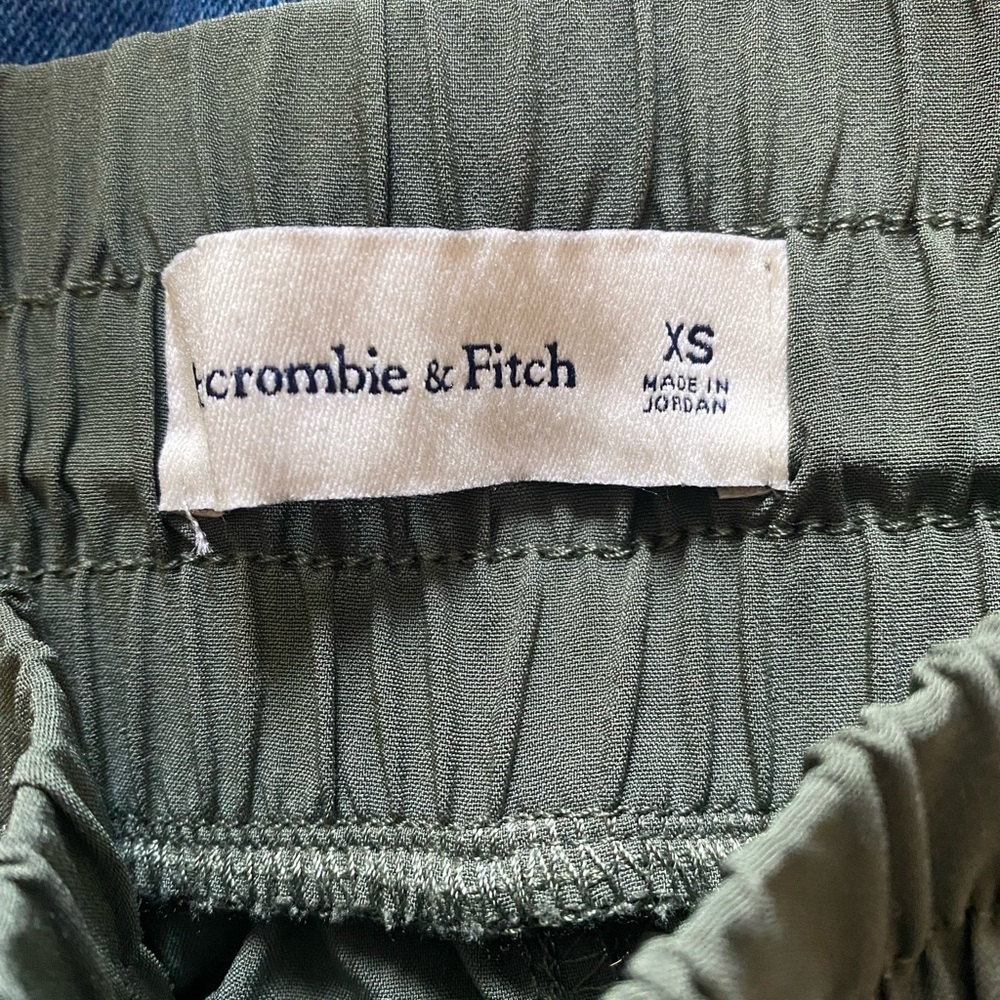 crombie & Fitch
XS
MADE IN
JORDAN